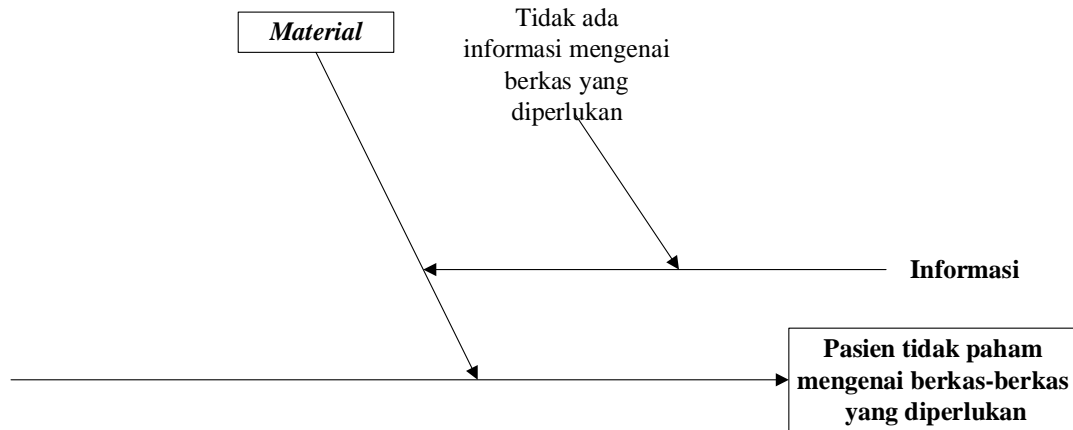 Material
Tidak ada
informasi mengenai
berkas yang
diperlukan
Informasi
Pasien tidak paham
mengenai berkas-berkas
yang diperlukan